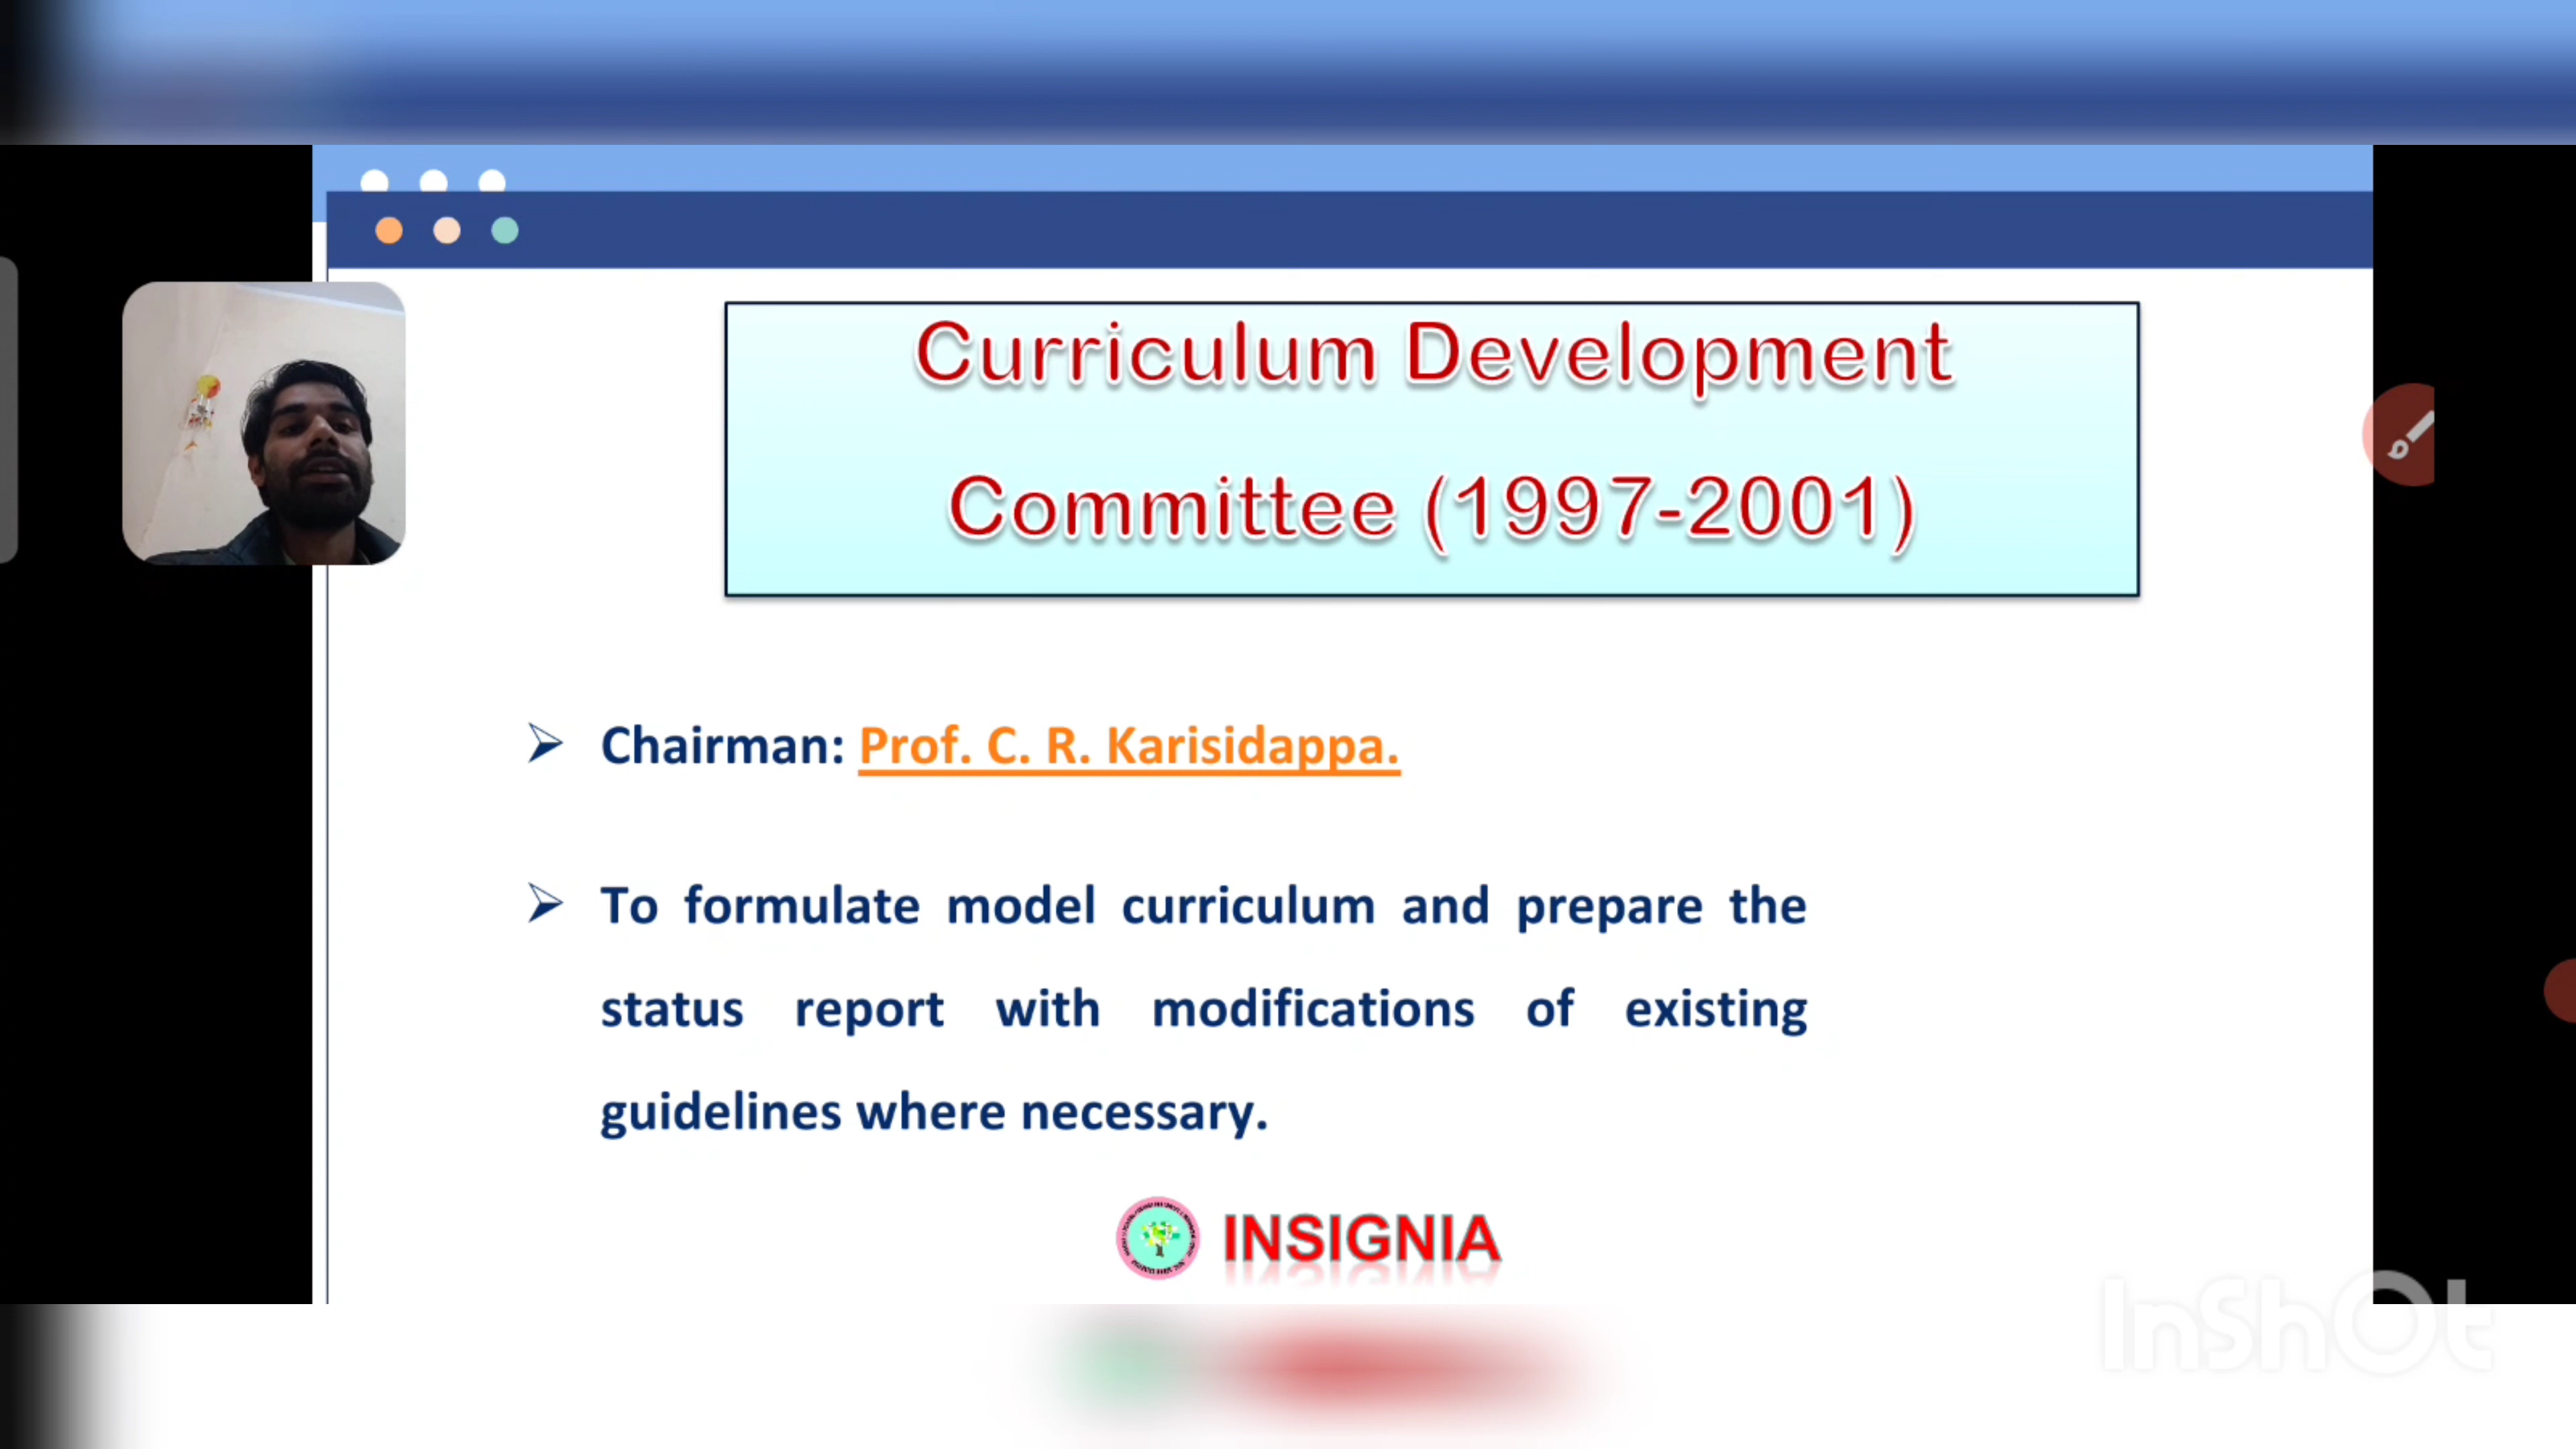 Curriculum Development
Committee (1997-2001)
➢ Chairman: Prof. C. R. Karisidappa.
➢ To formulate model curriculum and prepare the
status report with modifications of existing
guidelines where necessary.
INSIGNIA
InShOt